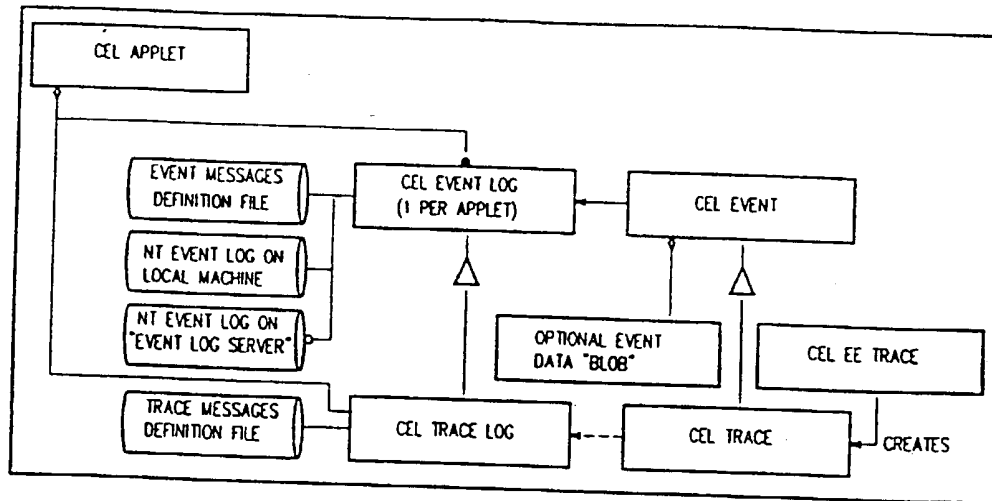 CEL APPLET
EVENT MESSAGES
DEFINITION FILE
CEL EVENT LOG
(1 PER APPLET)
CEL EVENT
NT EVENT LOG ON
LOCAL MACHINE
NT EVENT LOG ON
"EVENT LOG SERVER"
OPTIONAL EVENT
DATA "BLOB"
CEL EE TRACE
TRACE MESSAGES
DEFINITION FILE
CEL TRACE LOG
CEL TRACE
CREATES